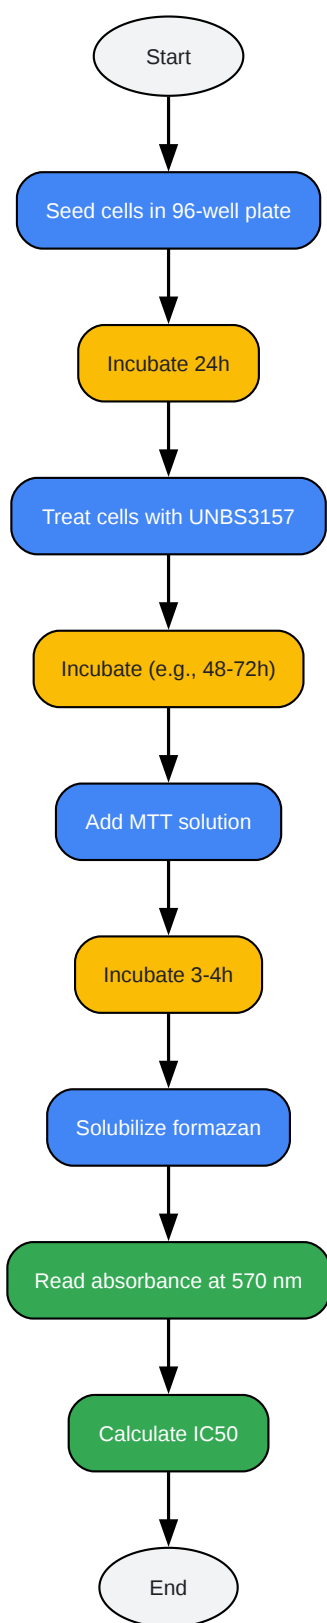 Start
Seed cells in 96-well plate
Incubate 24h
Treat cells with UNBS3157
Incubate (e.g., 48-72h)
Add MTT solution
Incubate 3-4h
Solubilize formazan
Read absorbance at 570 nm
Calculate IC50
End